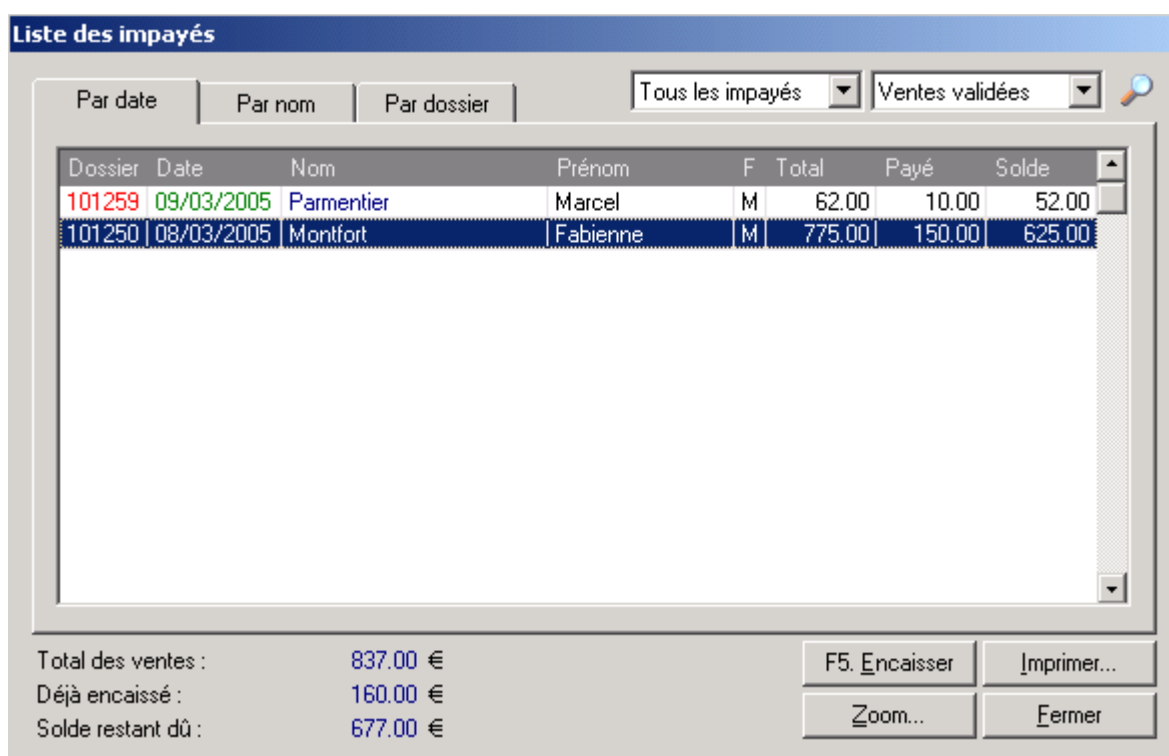 Liste des impayés
Par date Par nom Par dossier Tous les impayés Ventes validées
Dossier Date Nom Prénom F Total Payé Solde
101259 09/03/2005 Parmentier Marcel M 62.00 10.00 52.00
101250 08/03/2005 Montfort Fabienne M 775.00 150.00 625.00
Total des ventes : 837.00 € F5. Encaisser Imprimer...
Déjà encaissé : 160.00 €
Solde restant dû : 677.00 € Zoom... Fermer